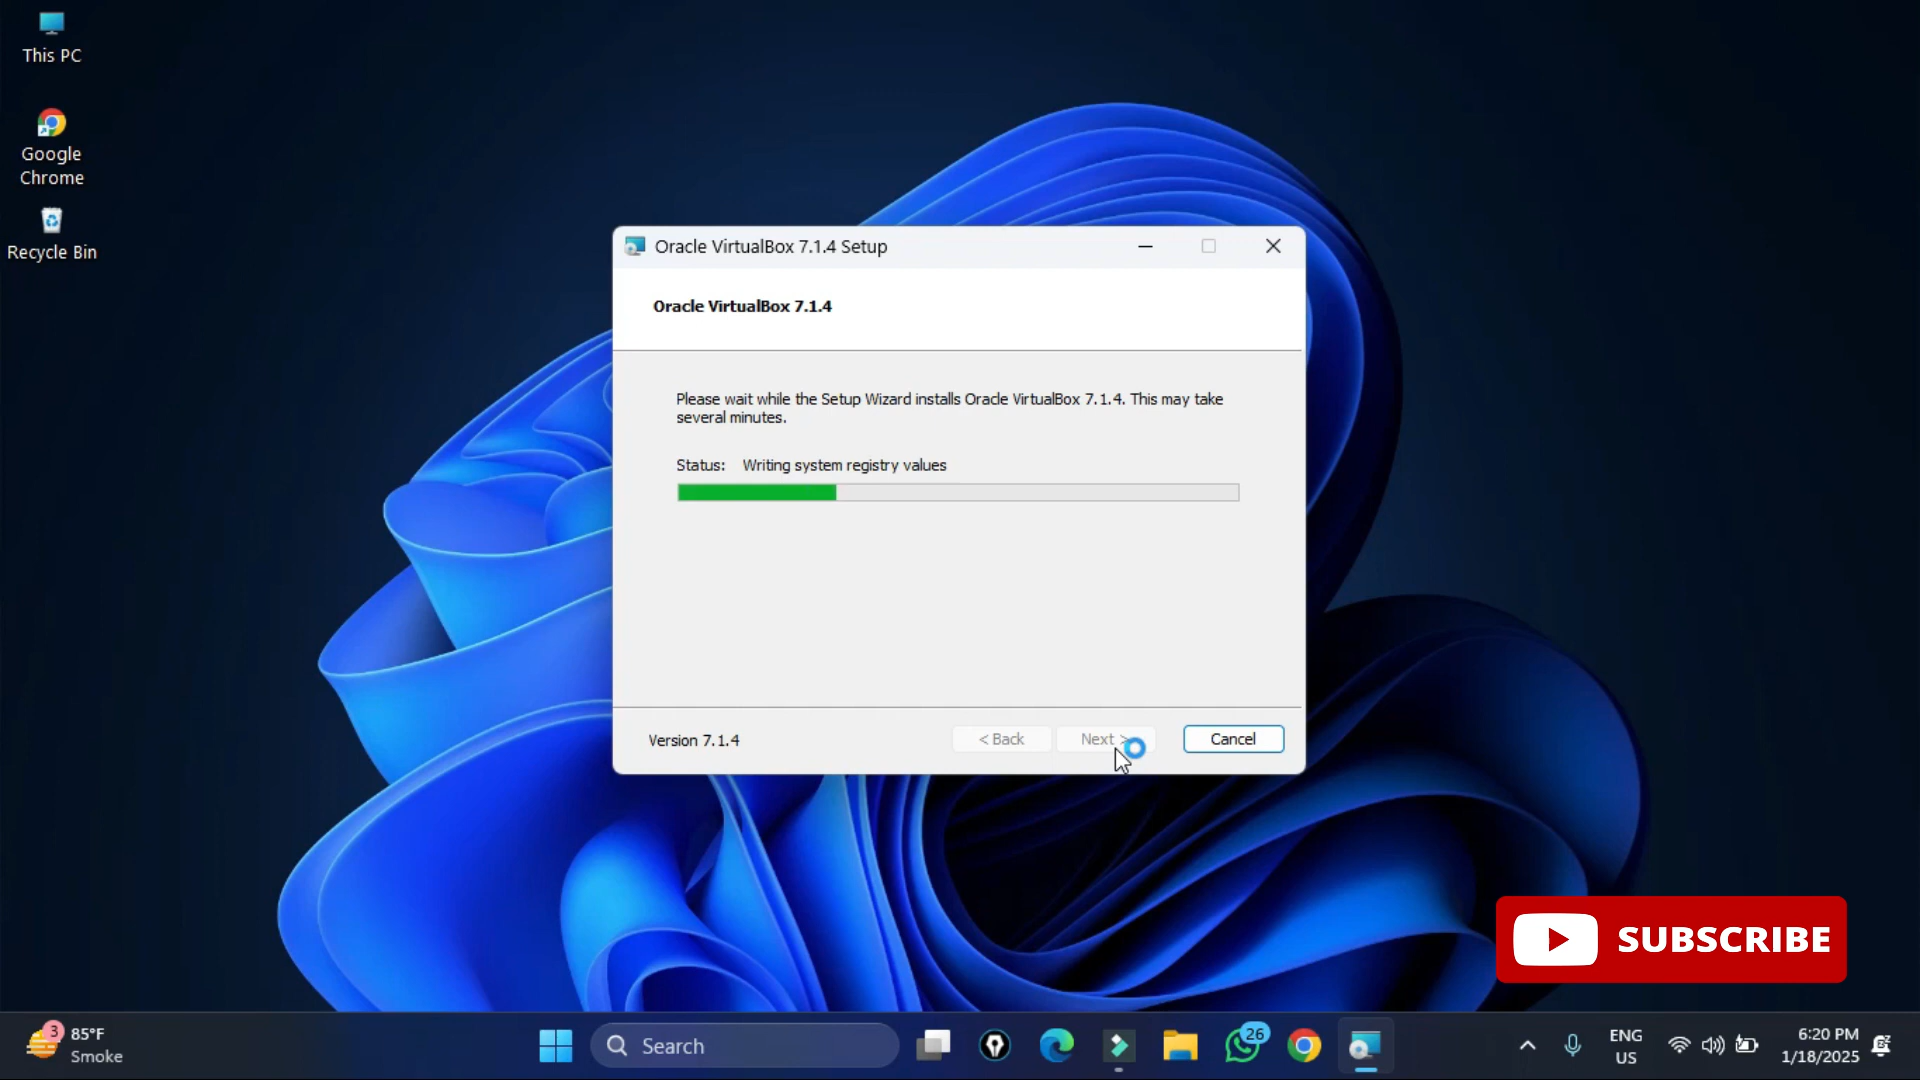 This PC
Google
Chrome
Recycle Bin
Oracle VirtualBox 7.1.4 Setup
Oracle VirtualBox 7.1.4
Please wait while the Setup Wizard installs Oracle VirtualBox 7.1.4. This may take
several minutes.
Status: Writing system registry values
Version 7.1.4
< Back
Next >
Cancel
SUBSCRIBE
3
85°F
Smoke
Search
26
ENG
US
6:20 PM
1/18/2025